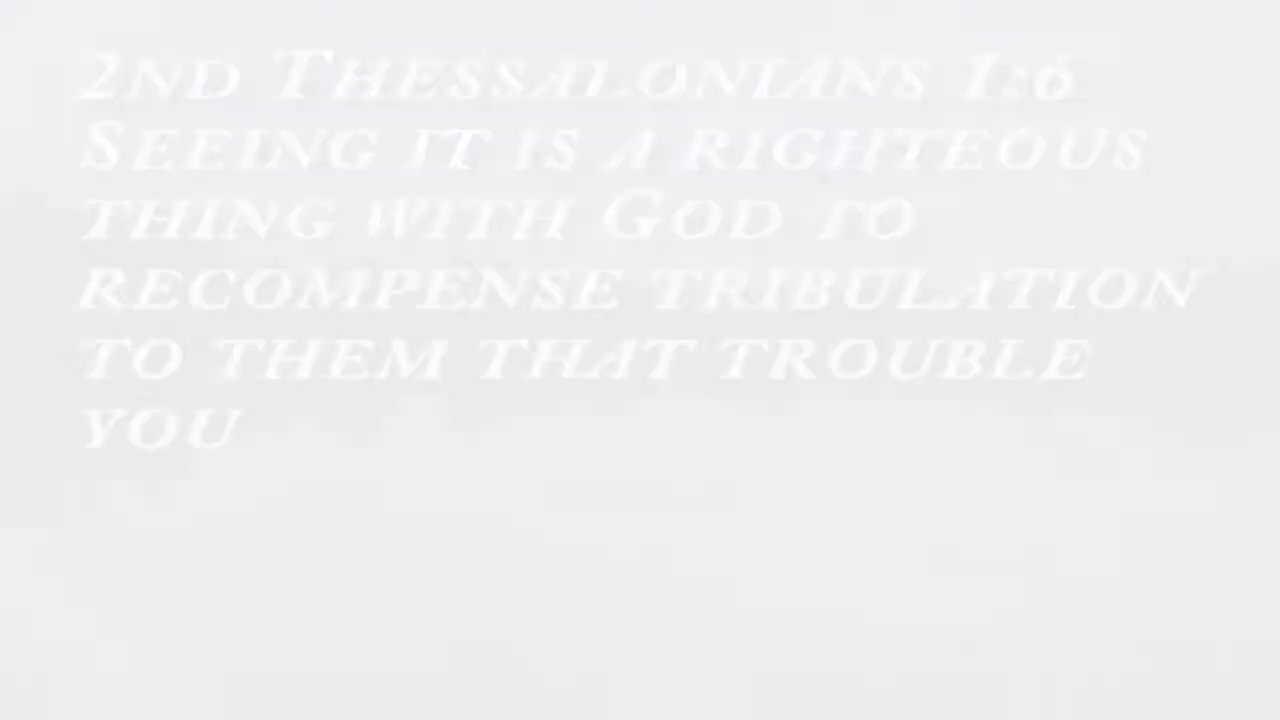 2nd Thessalonians 1:6
Seeing it is a righteous
thing with God to
recompense tribulation
to them that trouble
you